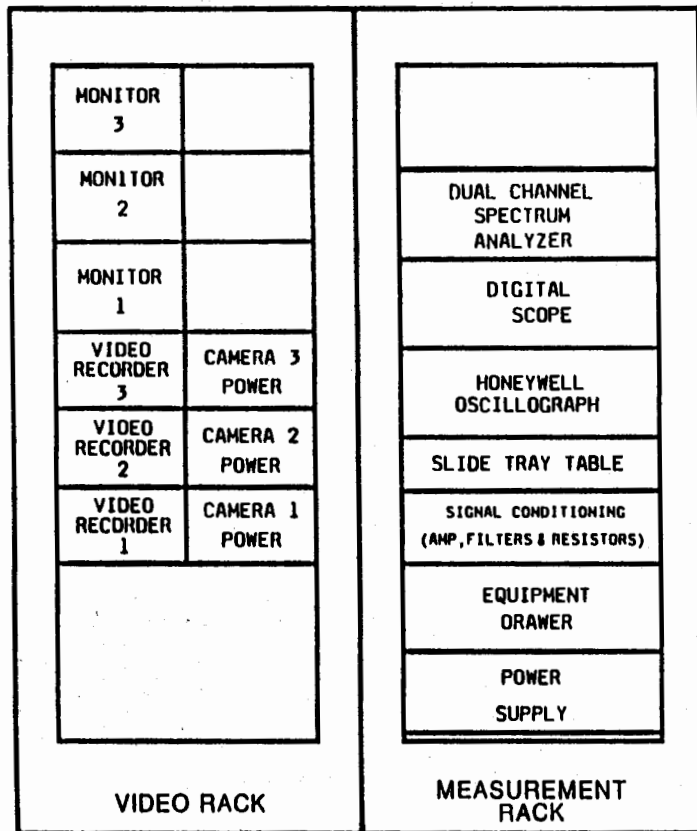 MONITOR
3
MONITOR
2
MONITOR
1
VIDEO
RECORDER
3
CAMERA 3
POWER
VIDEO
RECORDER
2
CAMERA 2
POWER
VIDEO
RECORDER
1
CAMERA 1
POWER
VIDEO RACK
DUAL CHANNEL
SPECTRUM
ANALYZER
DIGITAL
SCOPE
HONEYWELL
OSCILLOGRAPH
SLIDE TRAY TABLE
SIGNAL CONDITIONING
(AMP,FILTERS & RESISTORS)
EQUIPMENT
DRAWER
POWER
SUPPLY
MEASUREMENT
RACK